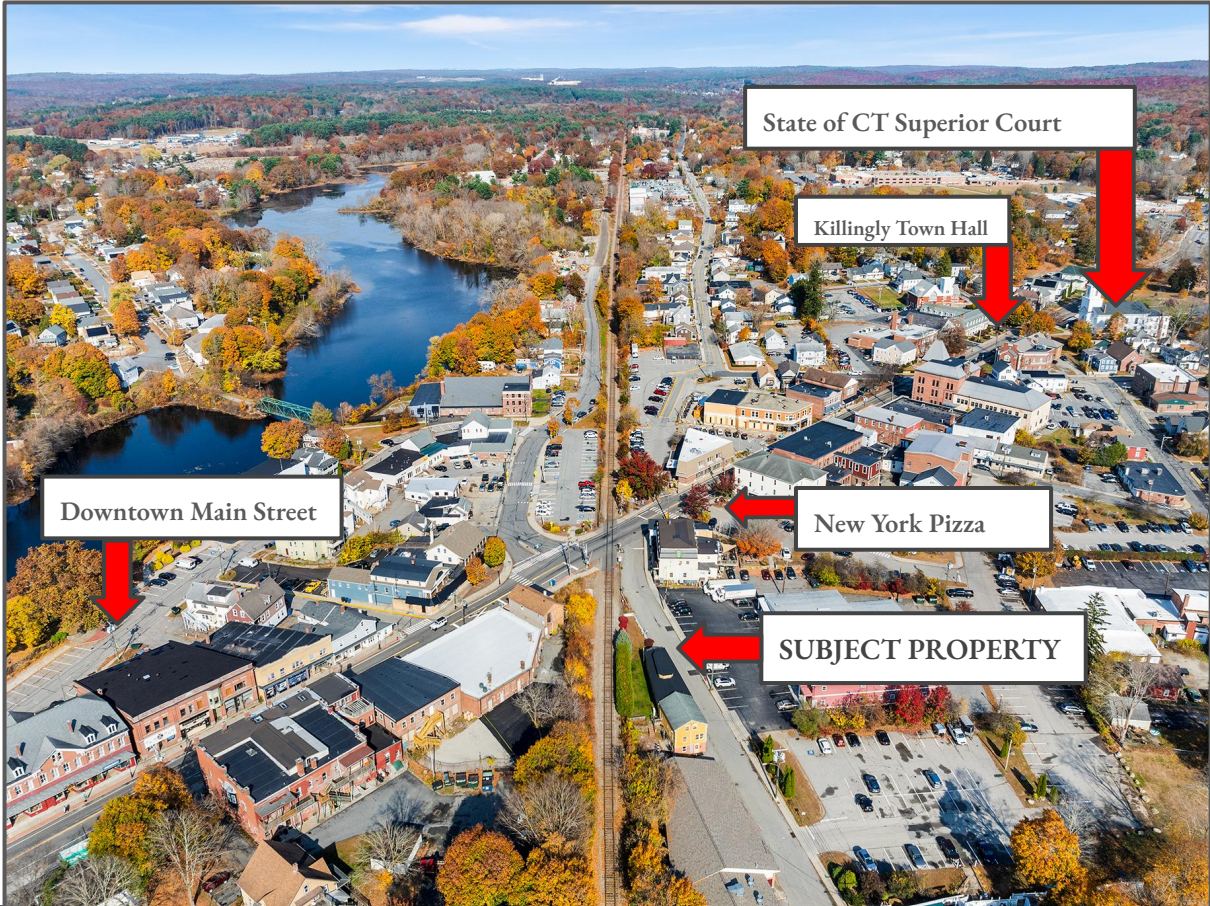 State of CT Superior Court
Killingly Town Hall
Downtown Main Street
New York Pizza
SUBJECT PROPERTY